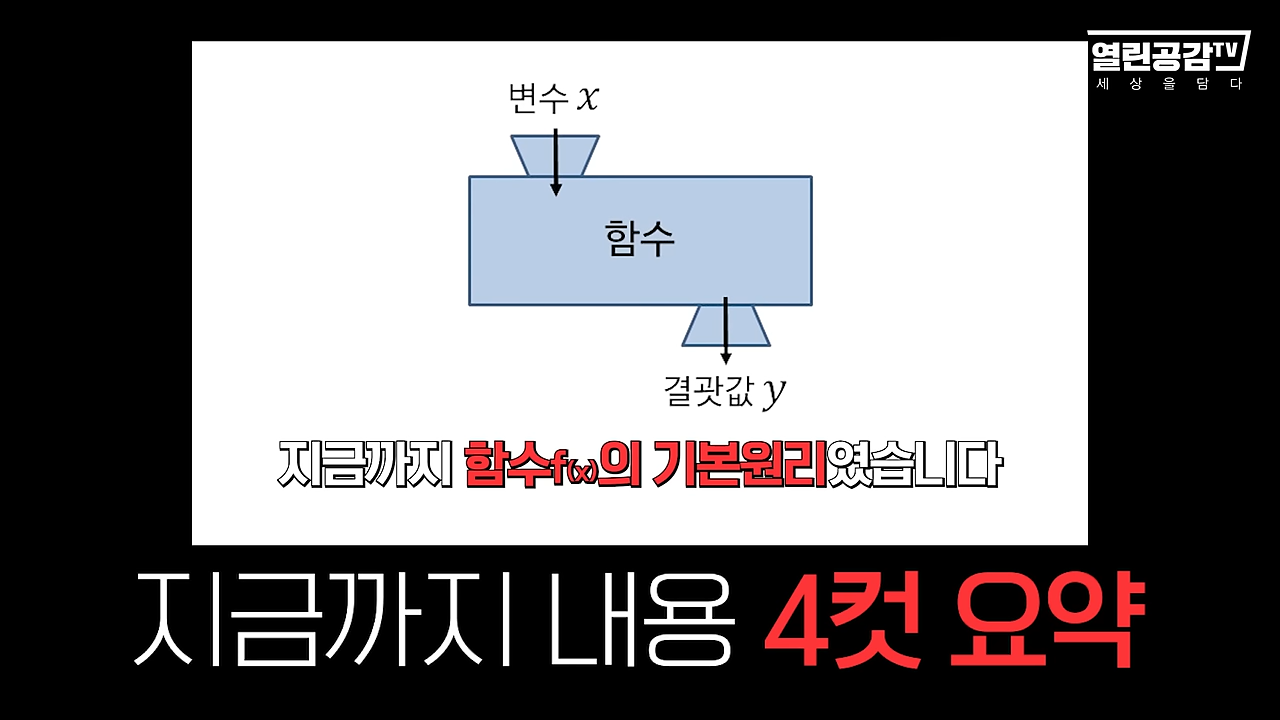 열린공감TV
세상을 담다
변수 x
함수
결괏값 y
지금까지 함수f(x)의 기본원리였습니다
지금까지 내용 4컷 요약